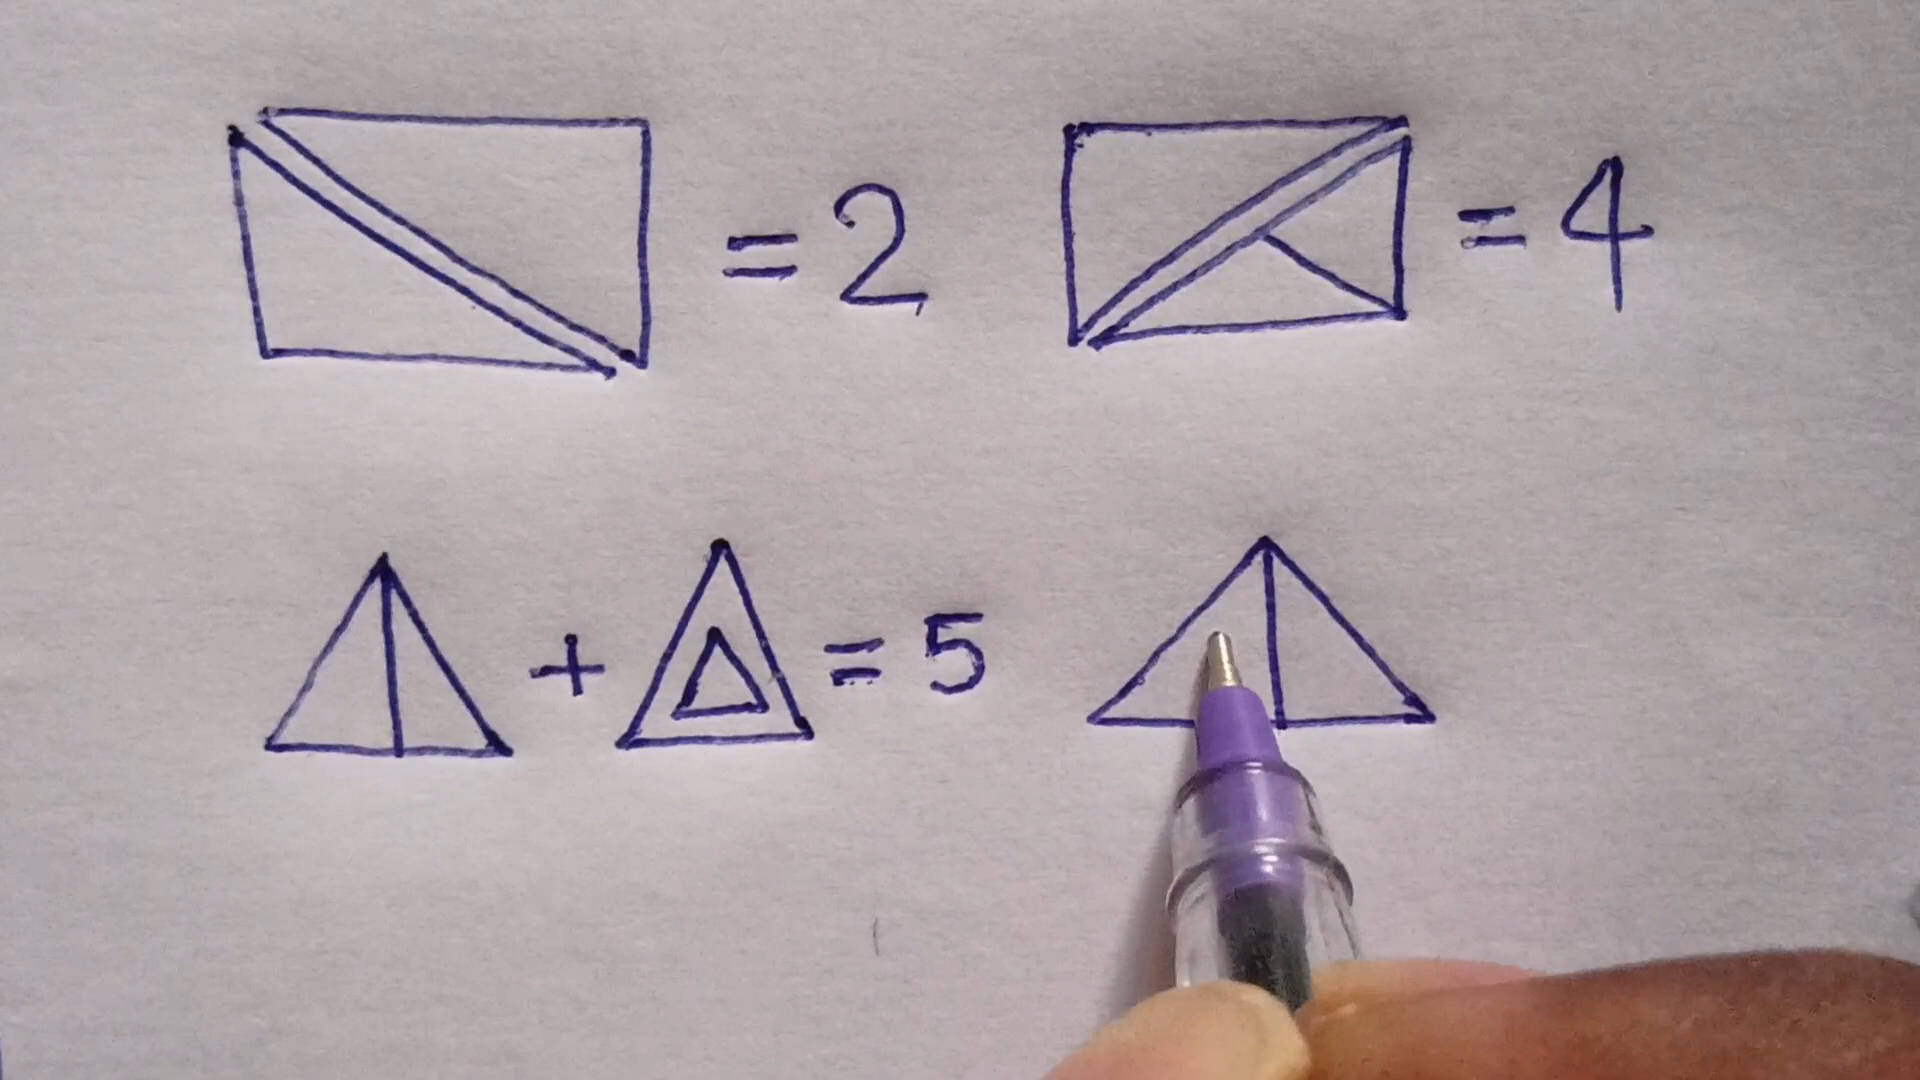 = 2 = 4
+ = 5